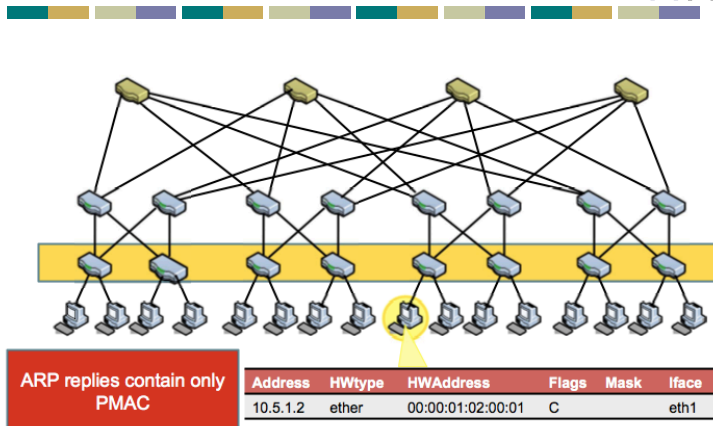 ARP replies contain only
PMAC
Address HWtype HWAddress Flags Mask Iface
10.5.1.2 ether 00:00:01:02:00:01 C eth1